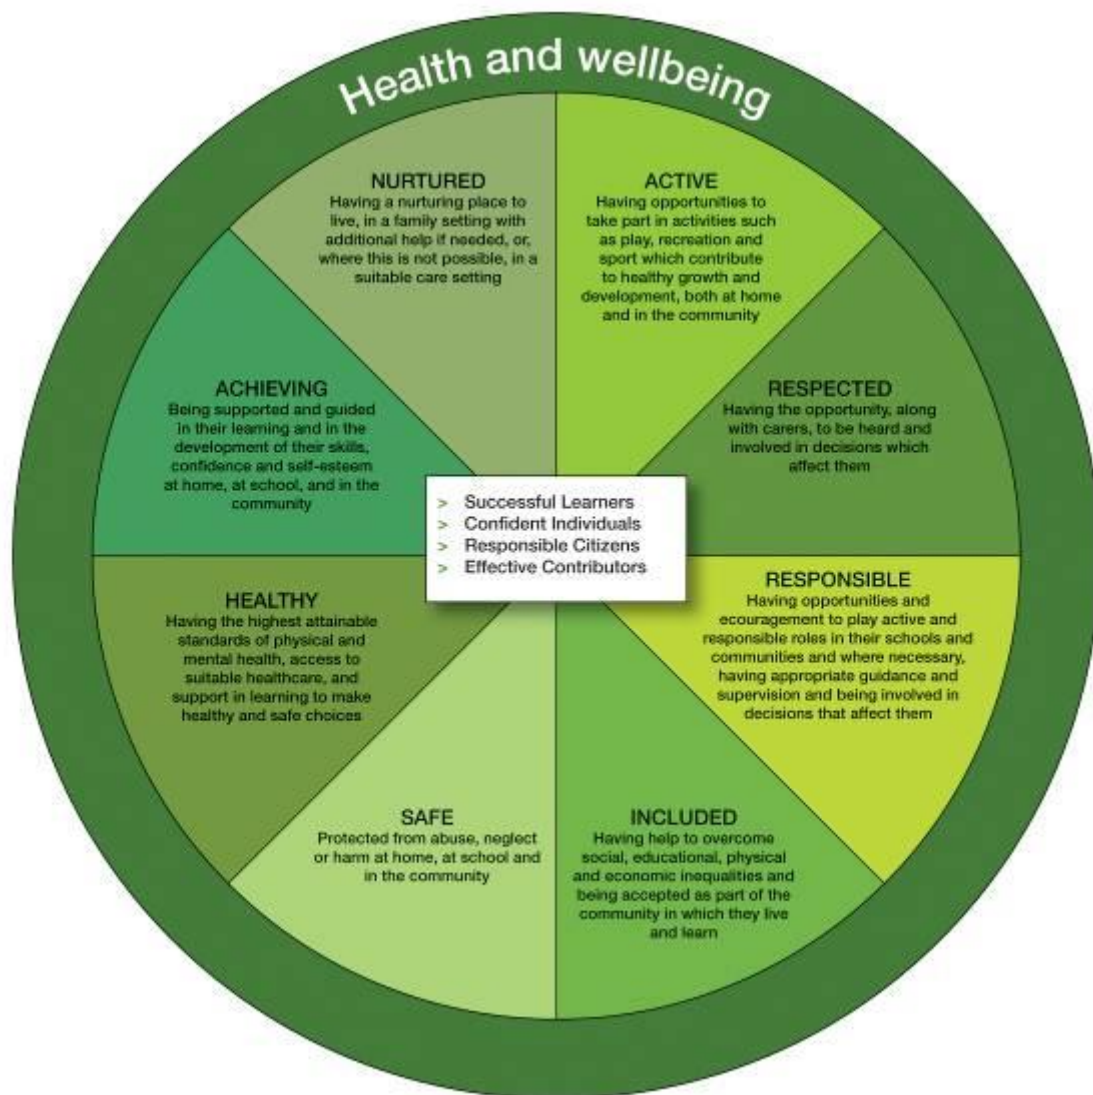 Health and wellbeing
NURTURED
Having a nurturing place to
live, in a family setting with
additional help if needed, or,
where this is not possible, in a
suitable care setting
ACTIVE
Having opportunities to
take part in activities such
as play, recreation and
sport which contribute
to healthy growth and
development, both at home
and in the community
ACHIEVING
Being supported and guided
in their learning and in the
development of their skills,
confidence and self-esteem
at home, at school, and in the
community
RESPECTED
Having the opportunity, along
with carers, to be heard and
involved in decisions which
affect them
> Successful Learners
> Confident Individuals
> Responsible Citizens
> Effective Contributors
HEALTHY
Having the highest attainable
standards of physical and
mental health, access to
suitable healthcare, and
support in learning to make
healthy and safe choices
RESPONSIBLE
Having opportunities and
ecouragement to play active and
responsible roles in their schools and
communities and where necessary,
having appropriate guidance and
supervision and being involved in
decisions that affect them
SAFE
Protected from abuse, neglect
or harm at home, at school and
in the community
INCLUDED
Having help to overcome
social, educational, physical
and economic inequalities and
being accepted as part of the
community in which they live
and learn